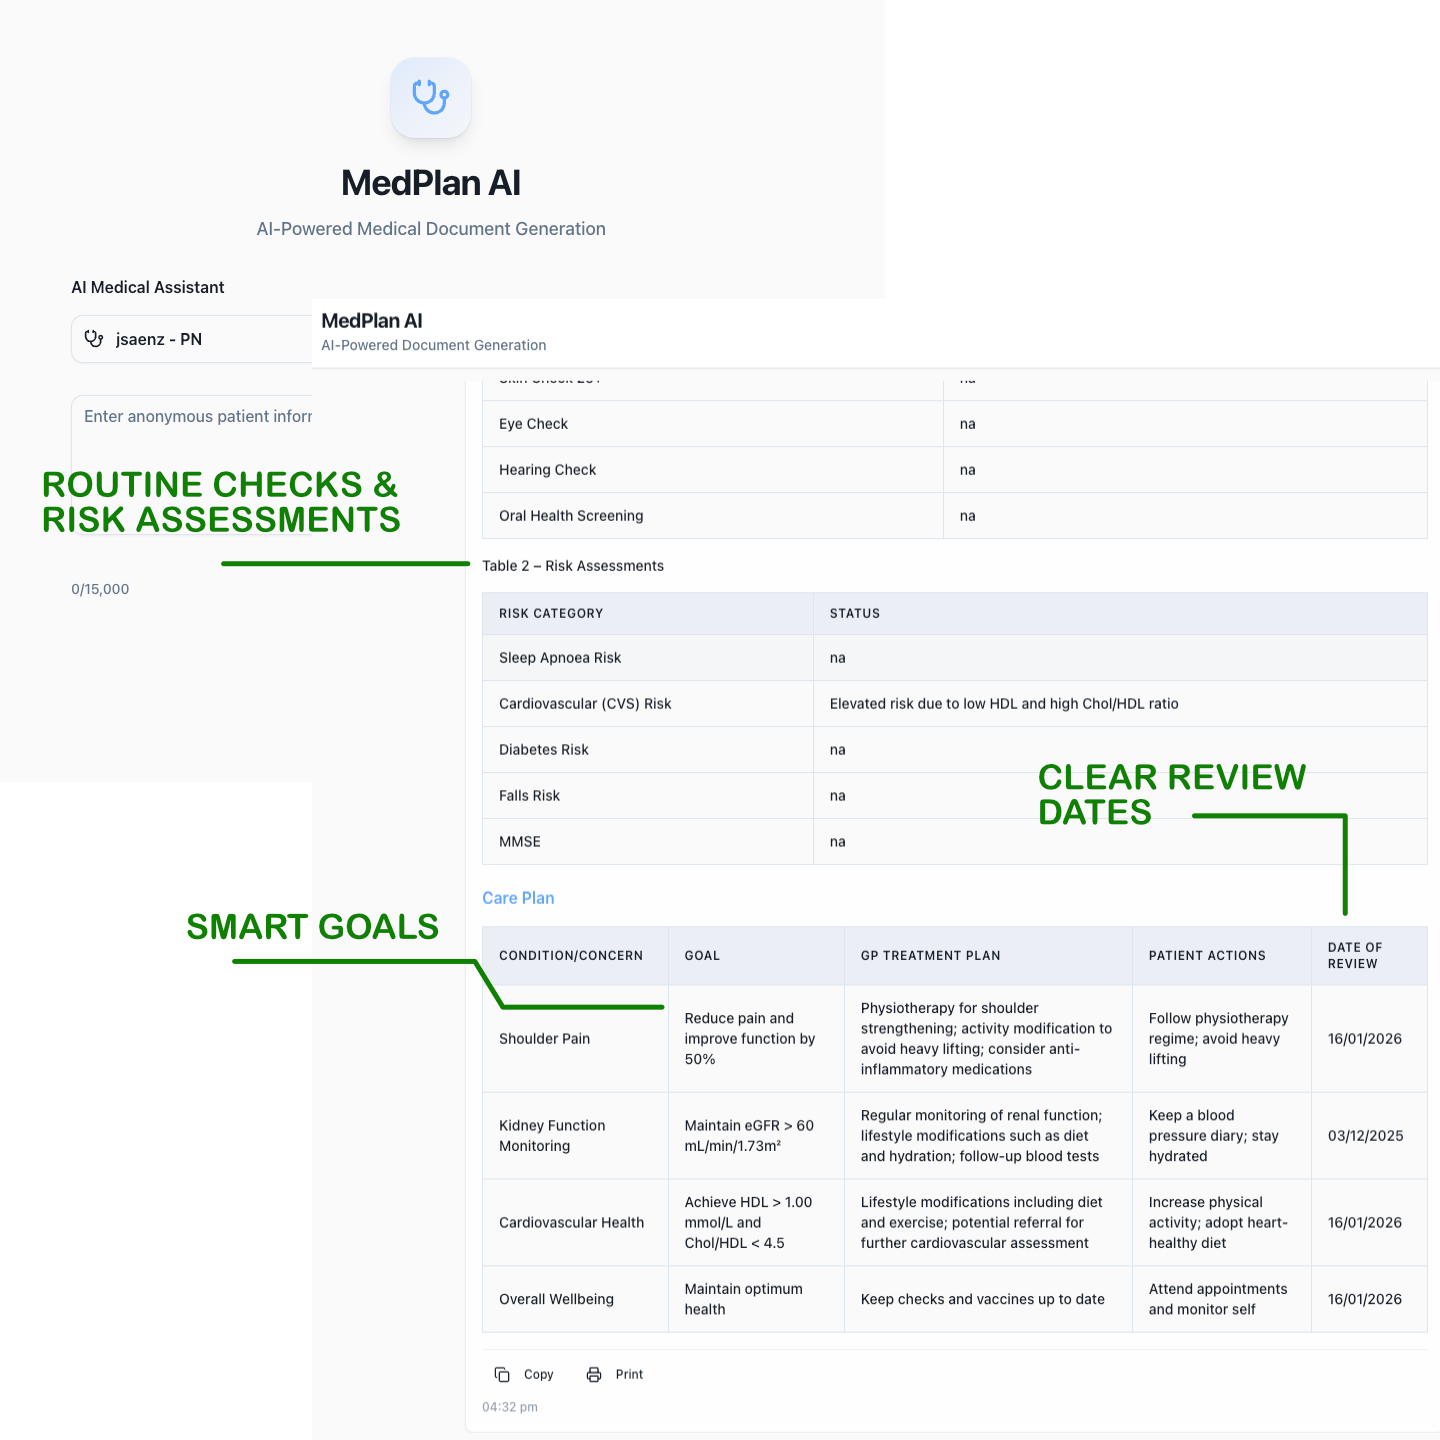 MedPlan AI
AI-Powered Medical Document Generation
AI Medical Assistant
jsaenz - PN
Enter anonymous patient infor
ROUTINE CHECKS &
RISK ASSESSMENTS
0/15,000
MedPlan AI
AI-Powered Document Generation
Eye Check na
Hearing Check na
Oral Health Screening na
Table 2 – Risk Assessments
RISK CATEGORY STATUS
Sleep Apnoea Risk na
Cardiovascular (CVS) Risk Elevated risk due to low HDL and high Chol/HDL ratio
Diabetes Risk na
Falls Risk na
MMSE na
CLEAR REVIEW
DATES
SMART GOALS
Care Plan
CONDITION/CONCERN GOAL GP TREATMENT PLAN PATIENT ACTIONS DATE OF
REVIEW
Shoulder Pain
Reduce pain and
improve function by
50%
Physiotherapy for shoulder
strengthening; activity modification to
avoid heavy lifting; consider anti-
inflammatory medications
Follow physiotherapy
regime; avoid heavy
lifting
16/01/2026
Kidney Function
Monitoring
Maintain eGFR > 60
mL/min/1.73m²
Regular monitoring of renal function;
lifestyle modifications such as diet
and hydration; follow-up blood tests
Keep a blood
pressure diary; stay
hydrated
03/12/2025
Cardiovascular Health
Achieve HDL > 1.00
mmol/L and
Chol/HDL < 4.5
Lifestyle modifications including diet
and exercise; potential referral for
further cardiovascular assessment
Increase physical
activity; adopt heart-
healthy diet
16/01/2026
Overall Wellbeing
Maintain optimum
health
Keep checks and vaccines up to date
Attend appointments
and monitor self
16/01/2026
Copy Print
04:32 pm